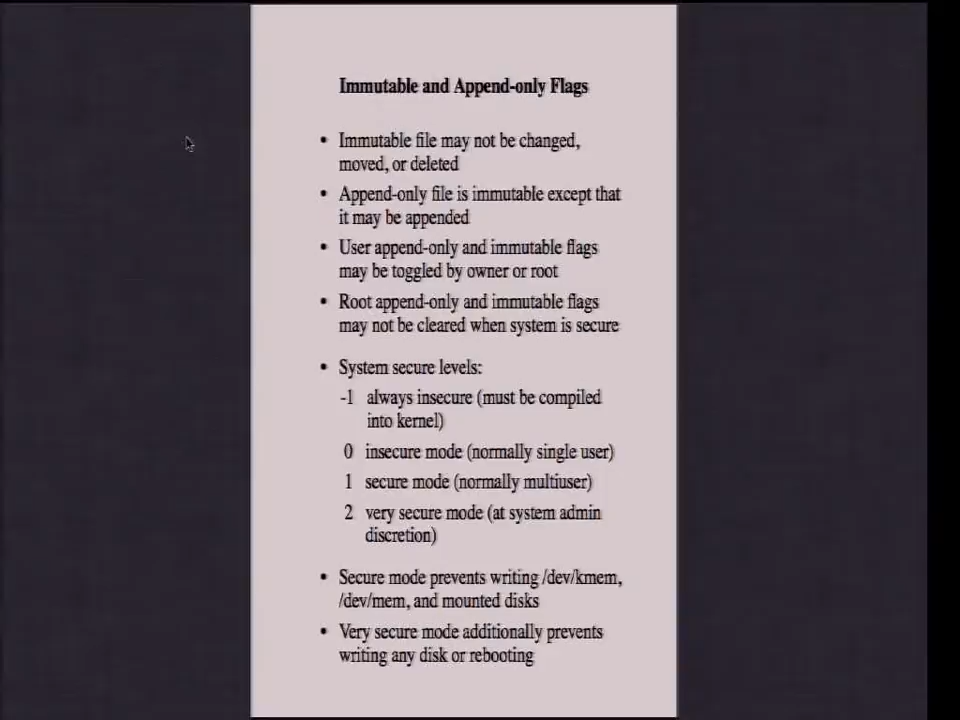 Immutable and Append-only Flags
• Immutable file may not be changed,
moved, or deleted
• Append-only file is immutable except that
it may be appended
• User append-only and immutable flags
may be toggled by owner or root
• Root append-only and immutable flags
may not be cleared when system is secure
• System secure levels:
-1 always insecure (must be compiled
into kernel)
0 insecure mode (normally single user)
1 secure mode (normally multiuser)
2 very secure mode (at system admin
discretion)
• Secure mode prevents writing /dev/kmem,
/dev/mem, and mounted disks
• Very secure mode additionally prevents
writing any disk or rebooting